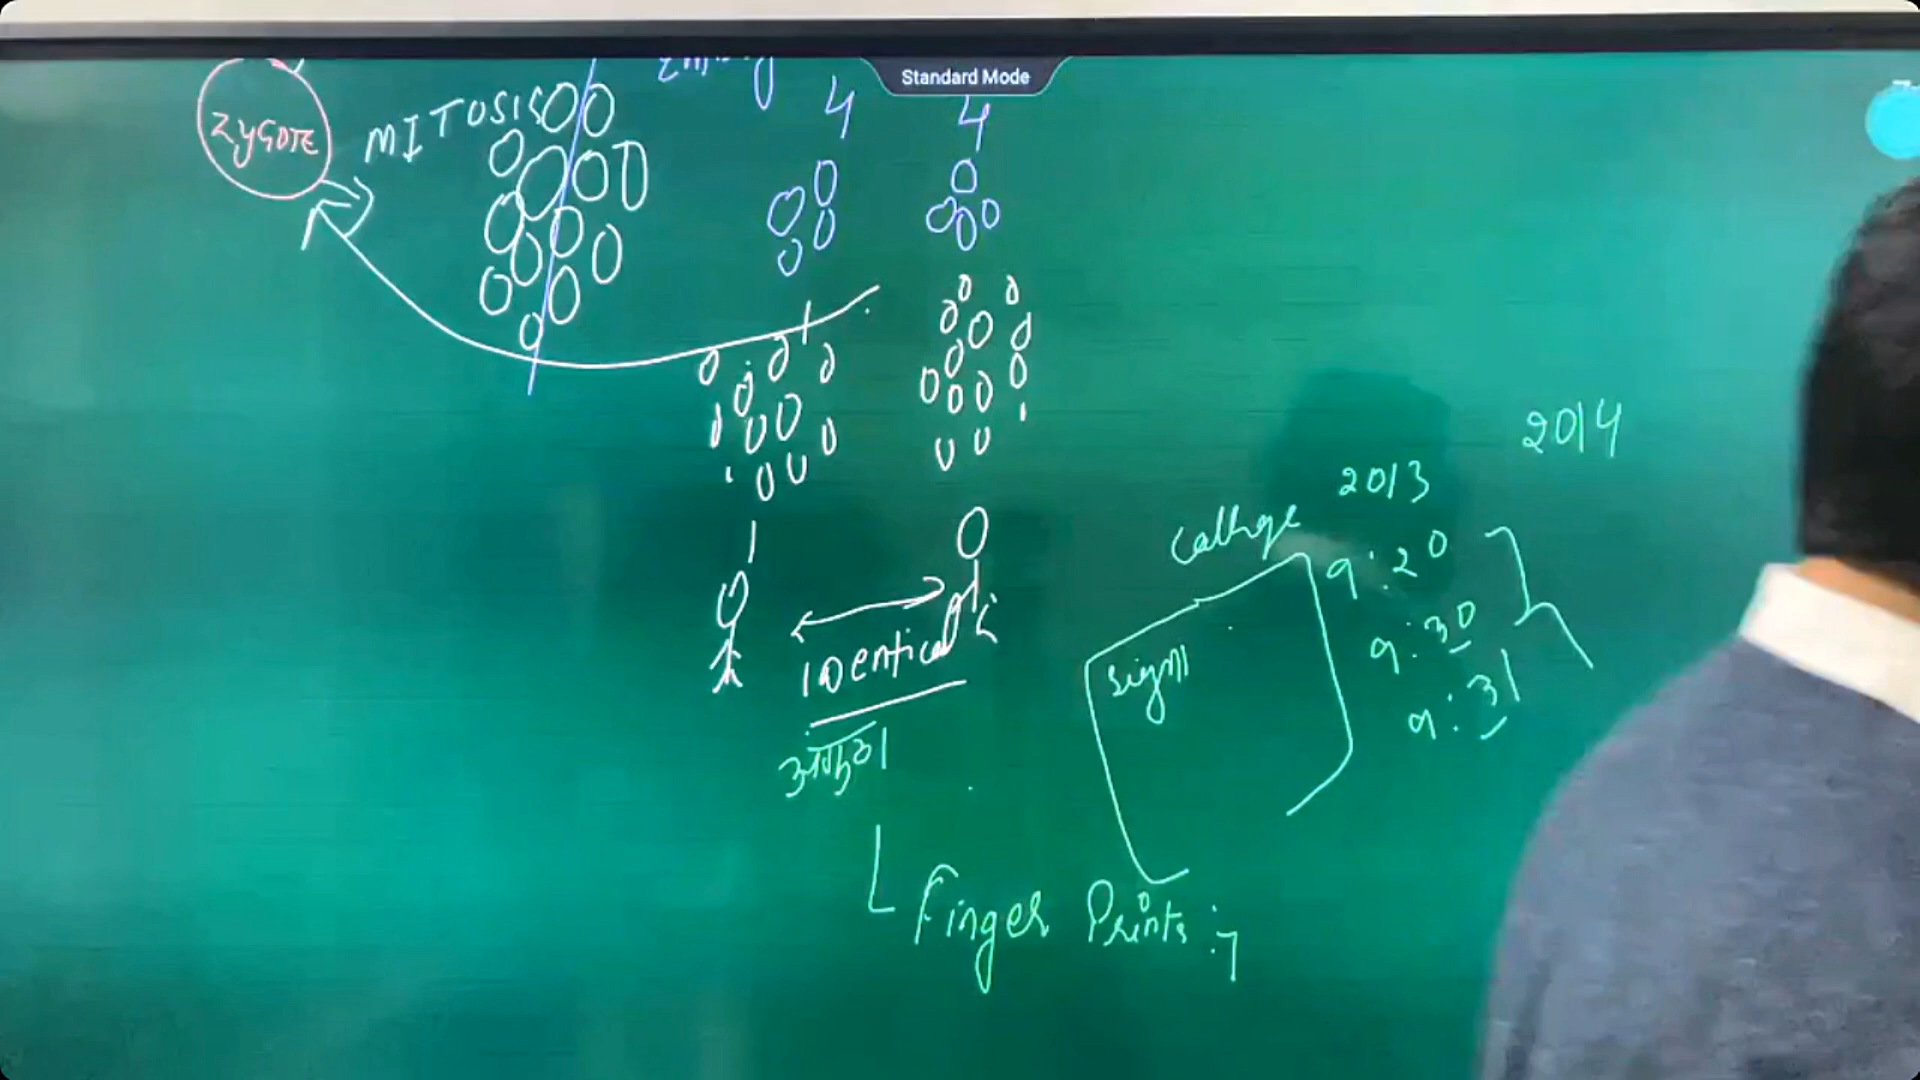 Standard Mode
ZYGOTE
MITOSIS
4 4
2014
2013
College
9:20
9:30
9:31
sign
identical
Finger Prints :-